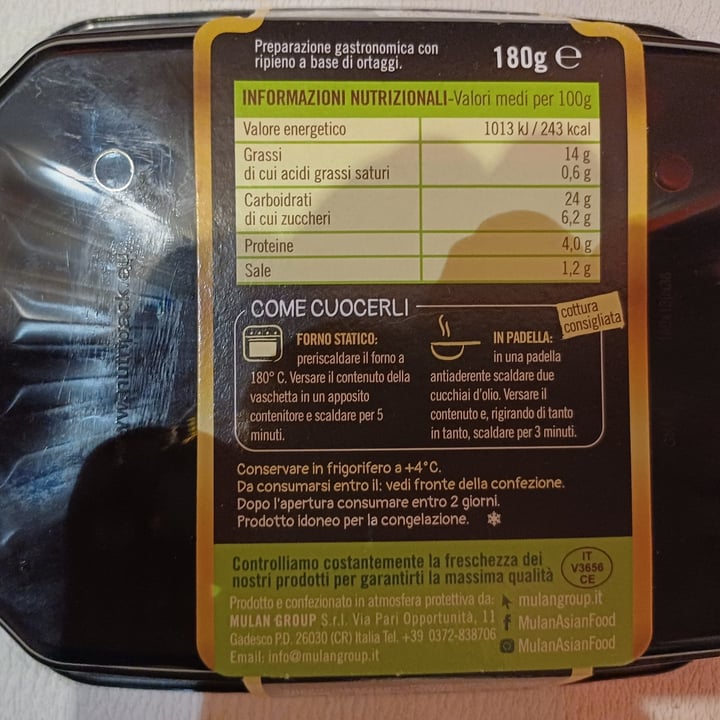 Preparazione gastronomica con
ripieno a base di ortaggi.
180g ℮
INFORMAZIONI NUTRIZIONALI-Valori medi per 100g
Valore energetico 1013 kJ / 243 kcal
Grassi 14 g
di cui acidi grassi saturi 0,6 g
Carboidrati 24 g
di cui zuccheri 6,2 g
Proteine 4,0 g
Sale 1,2 g
COME CUOCERLI
cottura
consigliata
FORNO STATICO:
preriscaldare il forno a
180° C. Versare il contenuto della
vaschetta in un apposito
contenitore e scaldare per 5
minuti.
IN PADELLA:
in una padella
antiaderente scaldare due
cucchiai d'olio. Versare il
contenuto e, rigirando di tanto
in tanto, scaldare per 3 minuti.
Conservare in frigorifero a +4°C.
Da consumarsi entro il: vedi fronte della confezione.
Dopo l'apertura consumare entro 2 giorni.
Prodotto idoneo per la congelazione.
Controlliamo costantemente la freschezza dei
nostri prodotti per garantirti la massima qualità
IT
V3656
CE
Prodotto e confezionato in atmosfera protettiva da:
MULAN GROUP S.r.l. Via Pari Opportunità, 11
Gadesco P.D. 26030 (CR) Italia Tel. +39 0372-838706
Email: info@mulangroup.it
mulangroup.it
MulanAsianFood
MulanAsianFood